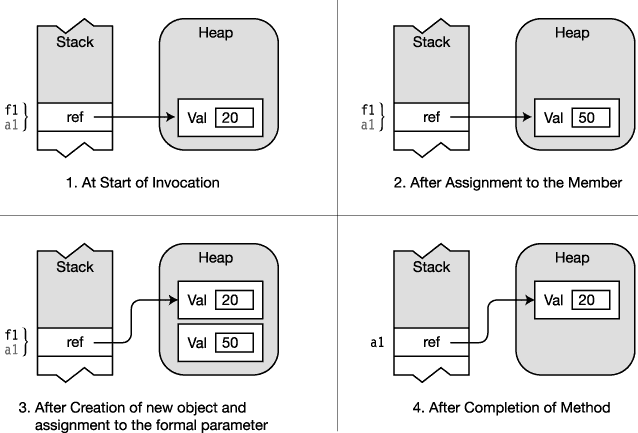 Stack
Heap
f1
a1
ref
Val 20
1. At Start of Invocation
Stack
Heap
f1
a1
ref
Val 50
2. After Assignment to the Member
Stack
Heap
Val 20
f1
a1
ref
Val 50
3. After Creation of new object and
assignment to the formal parameter
Stack
Heap
Val 20
a1
ref
4. After Completion of Method